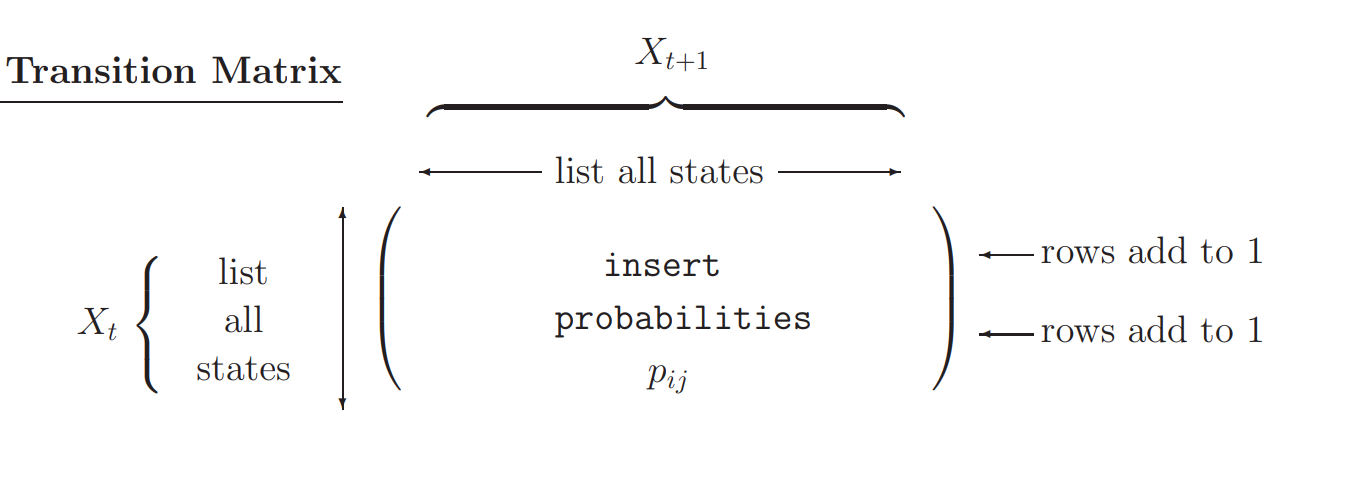 X_{t+1}
Transition Matrix
list all states
list
all
states
X_t
insert
probabilities
p_{ij}
rows add to 1
rows add to 1